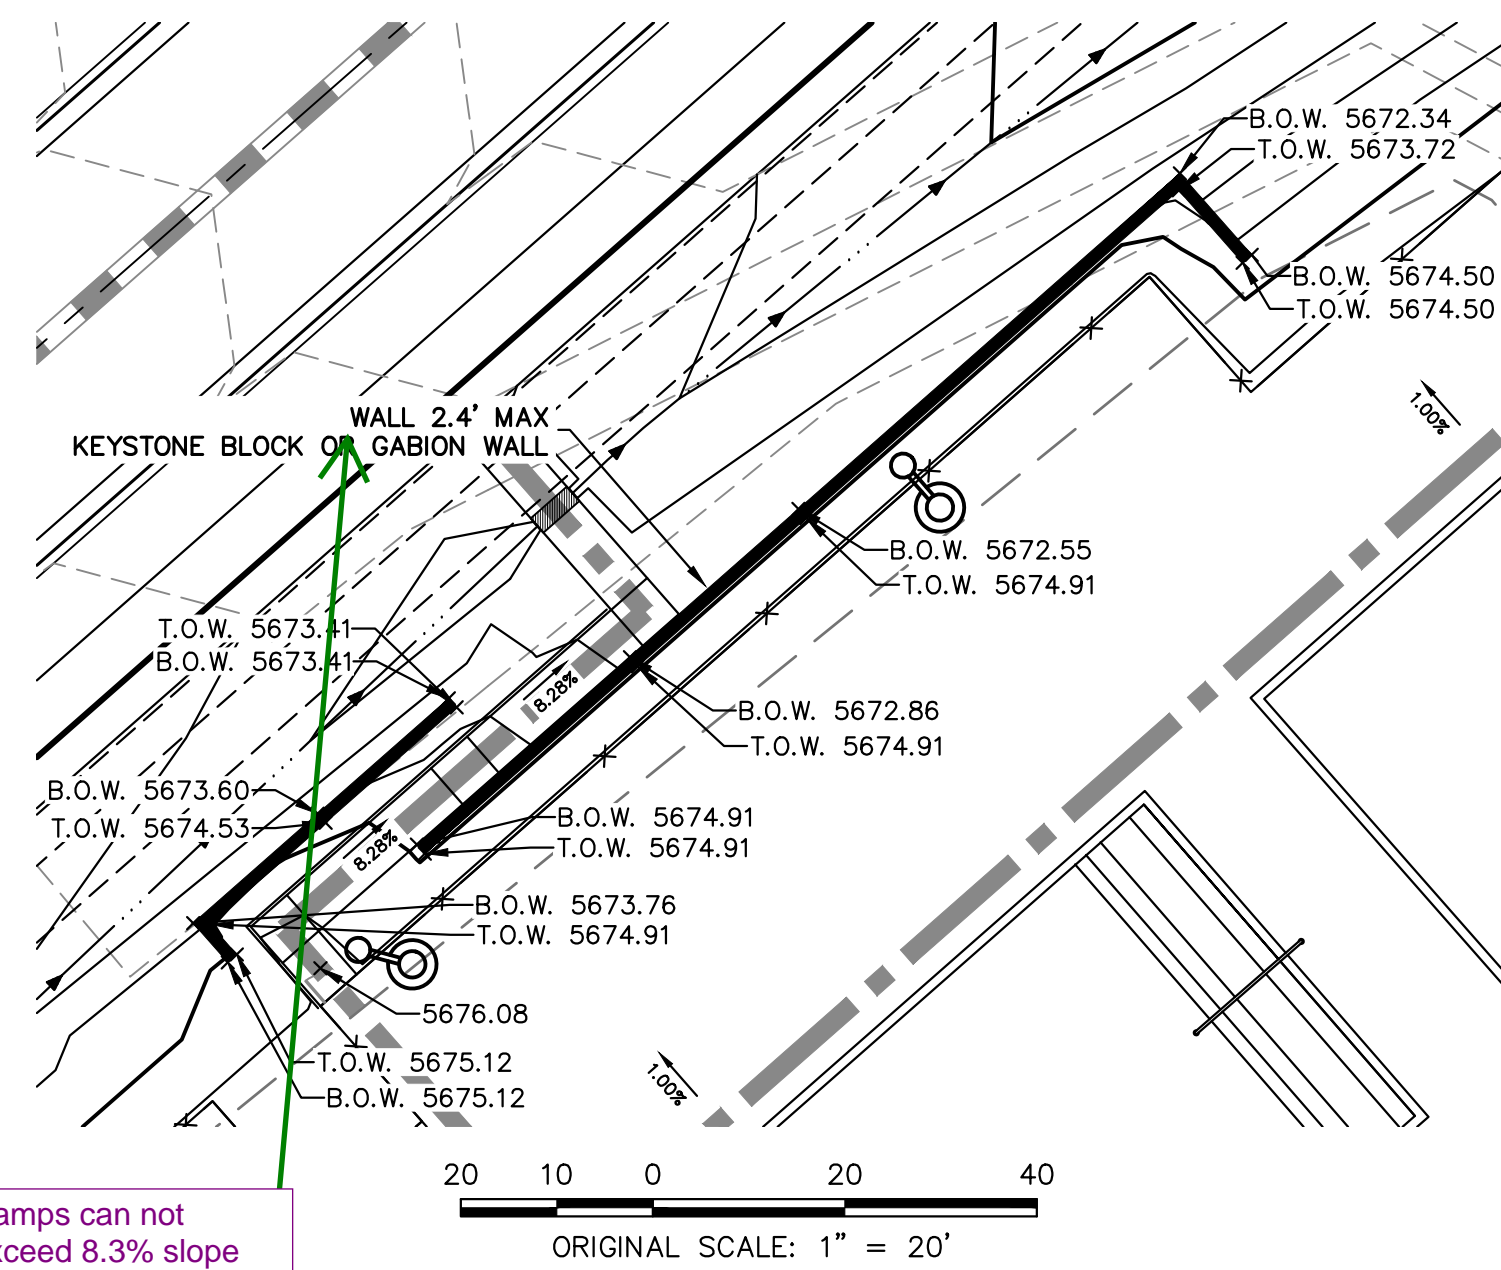 B.O.W. 5672.34
T.O.W. 5673.72
B.O.W. 5674.50
T.O.W. 5674.50
1.00%
WALL 2.4' MAX
KEYSTONE BLOCK OR GABION WALL
B.O.W. 5672.55
T.O.W. 5674.91
T.O.W. 5673.41
B.O.W. 5673.41
8.28%
B.O.W. 5672.86
T.O.W. 5674.91
B.O.W. 5673.60
T.O.W. 5674.53
B.O.W. 5674.91
T.O.W. 5674.91
8.28%
B.O.W. 5673.76
T.O.W. 5674.91
5676.08
T.O.W. 5675.12
B.O.W. 5675.12
1.00%
20 10 0 20 40
ORIGINAL SCALE: 1" = 20'
amps can not
xceed 8.3% slope